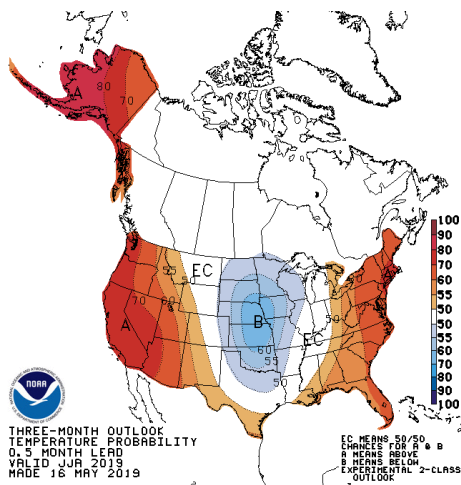 A
80
70
55
50
EC
70
60
A
B
60
55
50
EC
50
50
A
100
90
80
70
65
60
55
50
50
55
60
65
70
80
90
100
NOAA
THREE-MONTH OUTLOOK
TEMPERATURE PROBABILITY
0.5 MONTH LEAD
VALID JJA 2019
MADE 16 MAY 2019
EC MEANS 50/50
CHANCES FOR A & B
A MEANS ABOVE
B MEANS BELOW
EXPERIMENTAL 2-CLASS
OUTLOOK